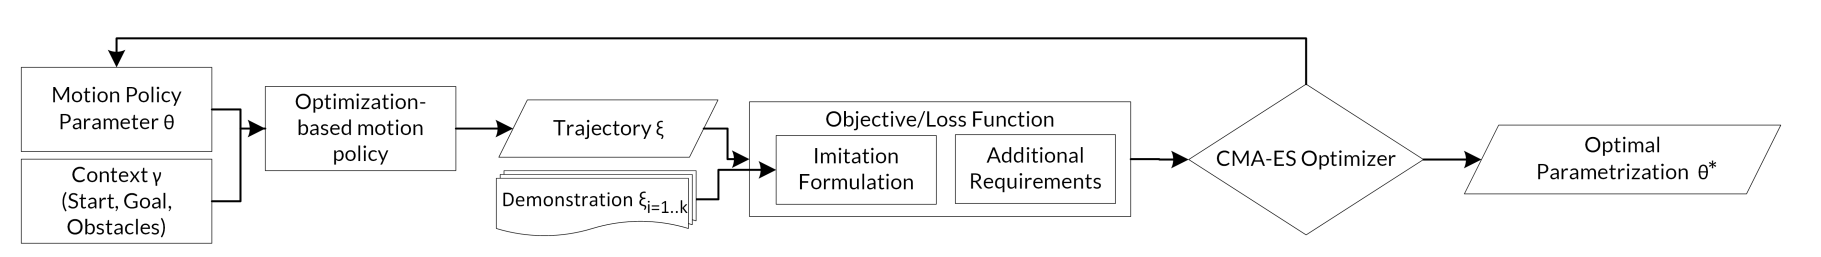 Motion Policy
Parameter θ
Context γ
(Start, Goal,
Obstacles)
Optimization-
based motion
policy
Trajectory ξ
Demonstration ξi=1..k
Objective/Loss Function
Imitation
Formulation
Additional
Requirements
CMA-ES Optimizer
Optimal
Parametrization θ*